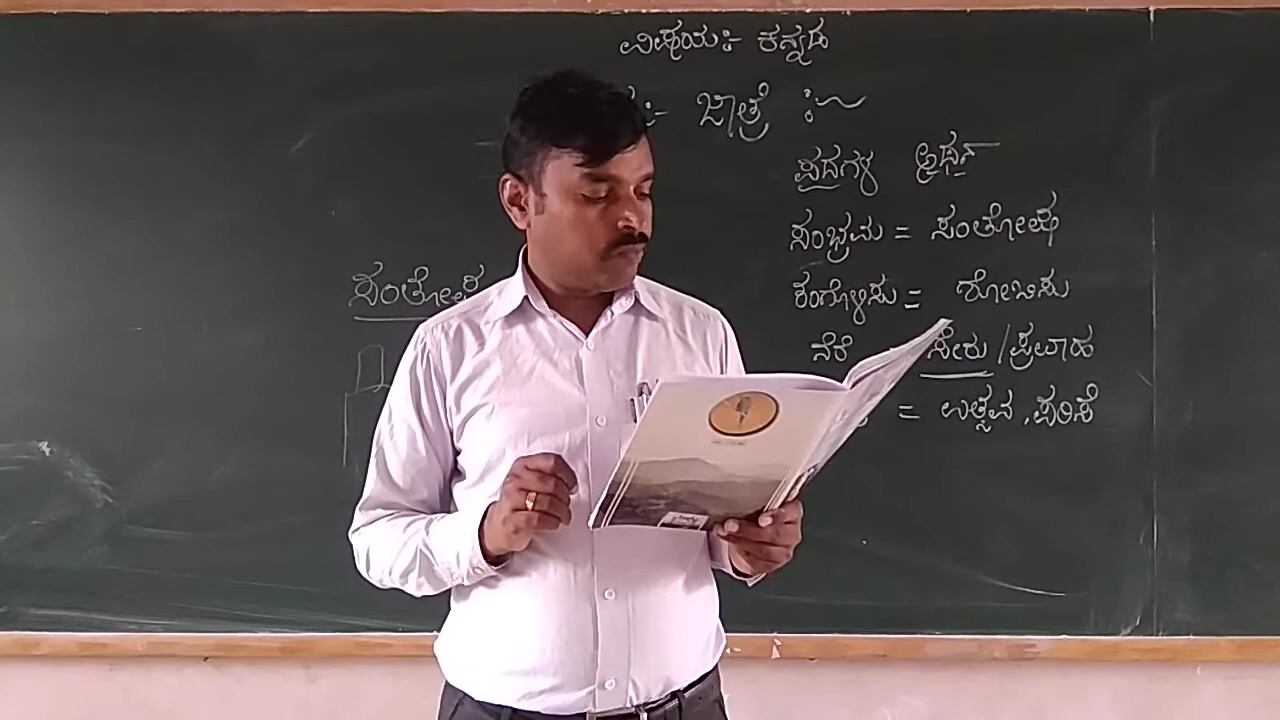 ವಿಷಯ:- ಕನ್ನಡ
:- ಜಾತ್ರೆ :~
ಪದಗಳ ಅರ್ಥ
ಸಂಭ್ರಮ = ಸಂತೋಷ
ಸಂತೋಷ
ರಂಗೊಳಿಸು = ಶೋಭಿಸು
ನೆರೆ - ಸೇರು / ಪ್ರವಾಹ
= ಉತ್ಸವ , ಪರಿಸೆ